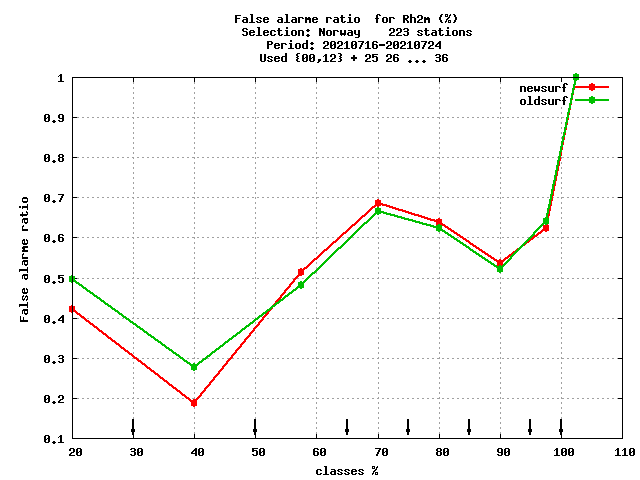 False alarme ratio  for Rh2m (%)
Selection: Norway    223 stations
Period: 20210716-20210724
Used {00,12} + 25 26 ... 36
newsurf
oldsurf
1
0.9
0.8
0.7
0.6
0.5
0.4
0.3
0.2
0.1
False alarme ratio
20 30 40 50 60 70 80 90 100 110
classes %